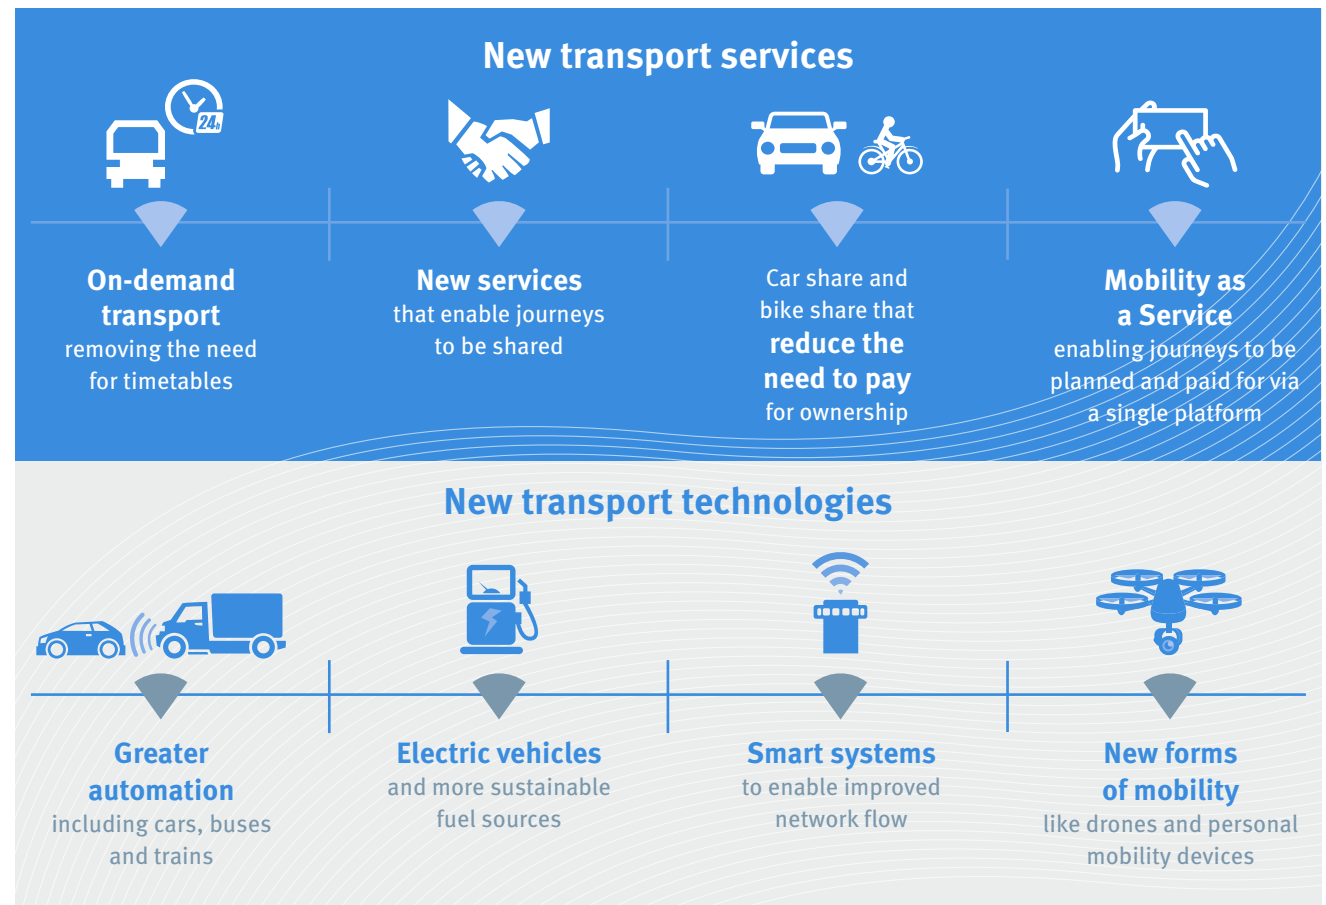 New transport services
24h
On-demand
transport
removing the need
for timetables
New services
that enable journeys
to be shared
Car share and
bike share that
reduce the
need to pay
for ownership
Mobility as
a Service
enabling journeys to be
planned and paid for via
a single platform
New transport technologies
Greater
automation
including cars, buses
and trains
Electric vehicles
and more sustainable
fuel sources
Smart systems
to enable improved
network flow
New forms
of mobility
like drones and personal
mobility devices